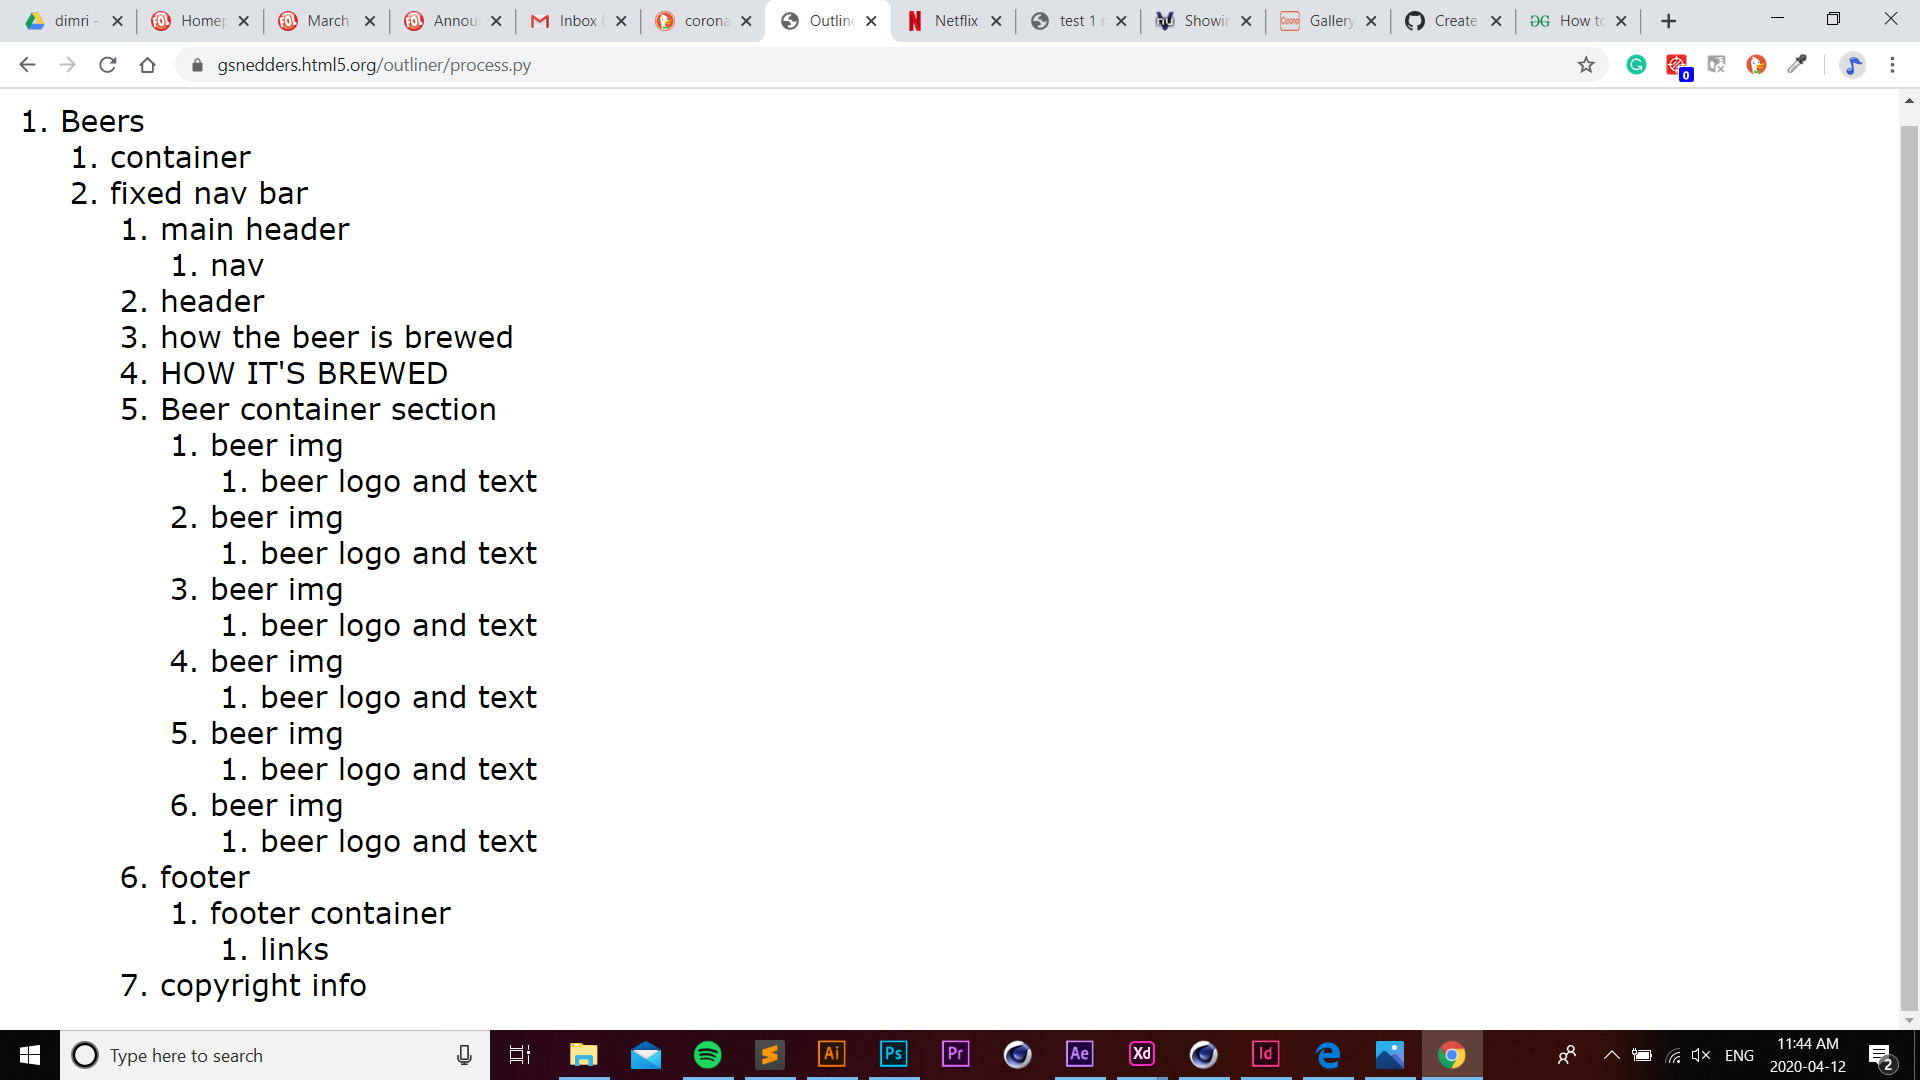 dimri -
Homep
March
Annou
Inbox (
corona
Outline
Netflix
test 1 r
Showin
Gallery
Create
How to
gsnedders.html5.org/outliner/process.py
0
1. Beers
1. container
2. fixed nav bar
1. main header
1. nav
2. header
3. how the beer is brewed
4. HOW IT'S BREWED
5. Beer container section
1. beer img
1. beer logo and text
2. beer img
1. beer logo and text
3. beer img
1. beer logo and text
4. beer img
1. beer logo and text
5. beer img
1. beer logo and text
6. beer img
1. beer logo and text
6. footer
1. footer container
1. links
7. copyright info
Type here to search
Ai
Ps
Pr
Ae
Xd
Id
ENG
11:44 AM
2020-04-12
2